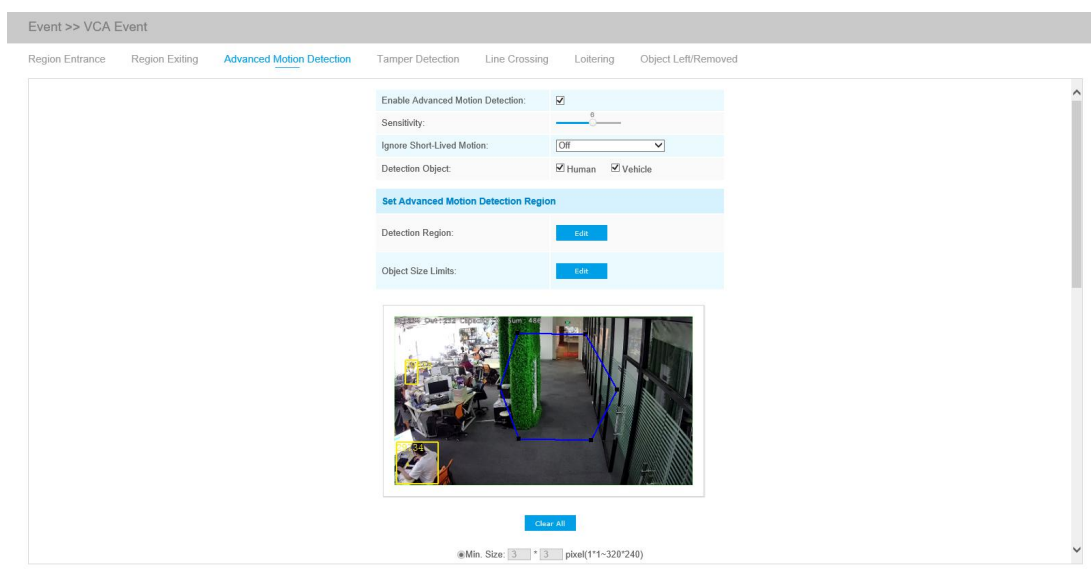 Event >> VCA Event
Region Entrance Region Exiting Advanced Motion Detection Tamper Detection Line Crossing Loitering Object Left/Removed
Enable Advanced Motion Detection:
Sensitivity:
Ignore Short-Lived Motion: Off
Detection Object: Human Vehicle
Set Advanced Motion Detection Region
Detection Region: Edit
Object Size Limits: Edit
Sum: 486
Clear All
Min. Size: 3 * 3 pixel(1*1~320*240)